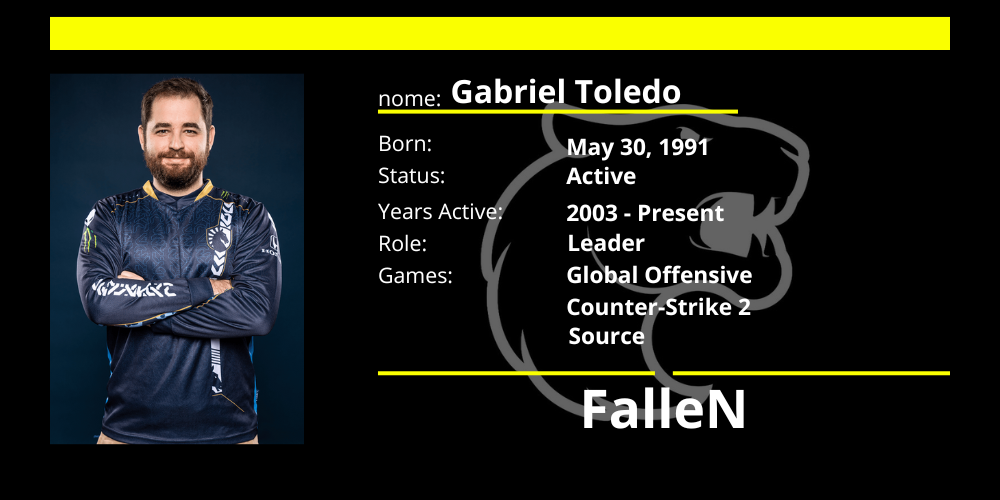 nome: Gabriel Toledo
Born: May 30, 1991
Status: Active
Years Active: 2003 - Present
Role: Leader
Games: Global Offensive
Counter-Strike 2
Source
FalleN